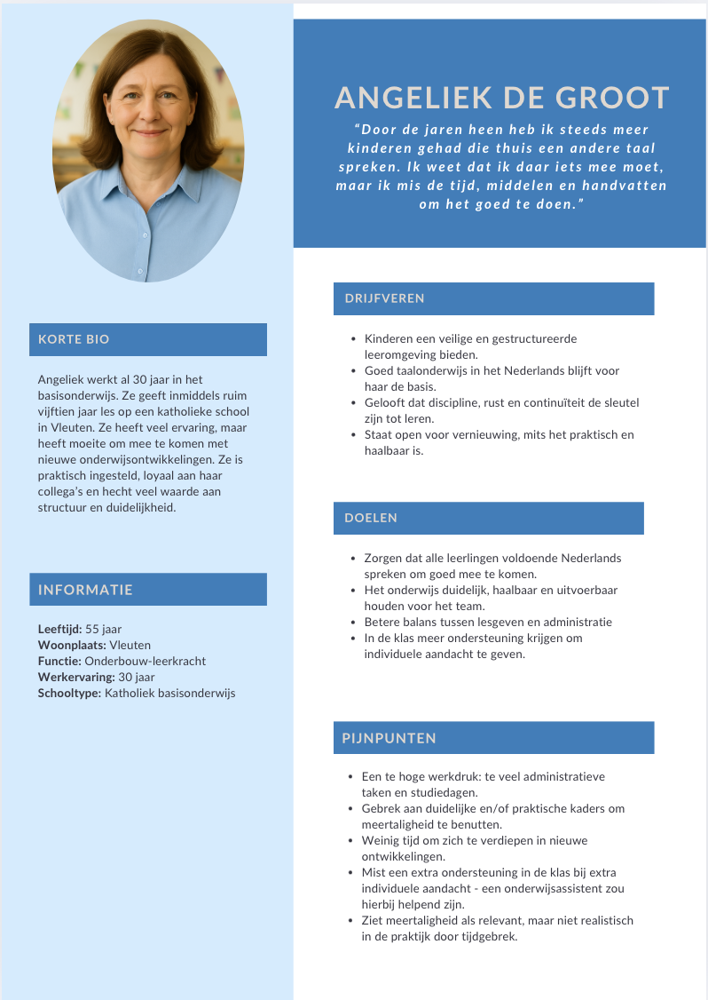 ANGELIEK DE GROOT
“Door de jaren heen heb ik steeds meer
kinderen gehad die thuis een andere taal
spreken. Ik weet dat ik daar iets mee moet,
maar ik mis de tijd, middelen en handvatten
om het goed te doen.”
KORTE BIO
Angeliek werkt al 30 jaar in het
basisonderwijs. Ze geeft inmiddels ruim
vijftien jaar les op een katholieke school
in Vleuten. Ze heeft veel ervaring, maar
heeft moeite om mee te komen met
nieuwe onderwijsontwikkelingen. Ze is
praktisch ingesteld, loyaal aan haar
collega’s en hecht veel waarde aan
structuur en duidelijkheid.
INFORMATIE
Leeftijd: 55 jaar
Woonplaats: Vleuten
Functie: Onderbouw-leerkracht
Werkervaring: 30 jaar
Schooltype: Katholiek basisonderwijs
DRIJFVEREN
• Kinderen een veilige en gestructureerde
leeromgeving bieden.
• Goed taalonderwijs in het Nederlands blijft voor
haar de basis.
• Gelooft dat discipline, rust en continuïteit de sleutel
zijn tot leren.
• Staat open voor vernieuwing, mits het praktisch en
haalbaar is.
DOELEN
• Zorgen dat alle leerlingen voldoende Nederlands
spreken om goed mee te komen.
• Het onderwijs duidelijk, haalbaar en uitvoerbaar
houden voor het team.
• Betere balans tussen lesgeven en administratie
• In de klas meer ondersteuning krijgen om
individuele aandacht te geven.
PIJNPUNTEN
• Een te hoge werkdruk: te veel administratieve
taken en studiedagen.
• Gebrek aan duidelijke en/of praktische kaders om
meertaligheid te benutten.
• Weinig tijd om zich te verdiepen in nieuwe
ontwikkelingen.
• Mist een extra ondersteuning in de klas bij extra
individuele aandacht - een onderwijsassistent zou
hierbij helpend zijn.
• Ziet meertaligheid als relevant, maar niet realistisch
in de praktijk door tijdgebrek.